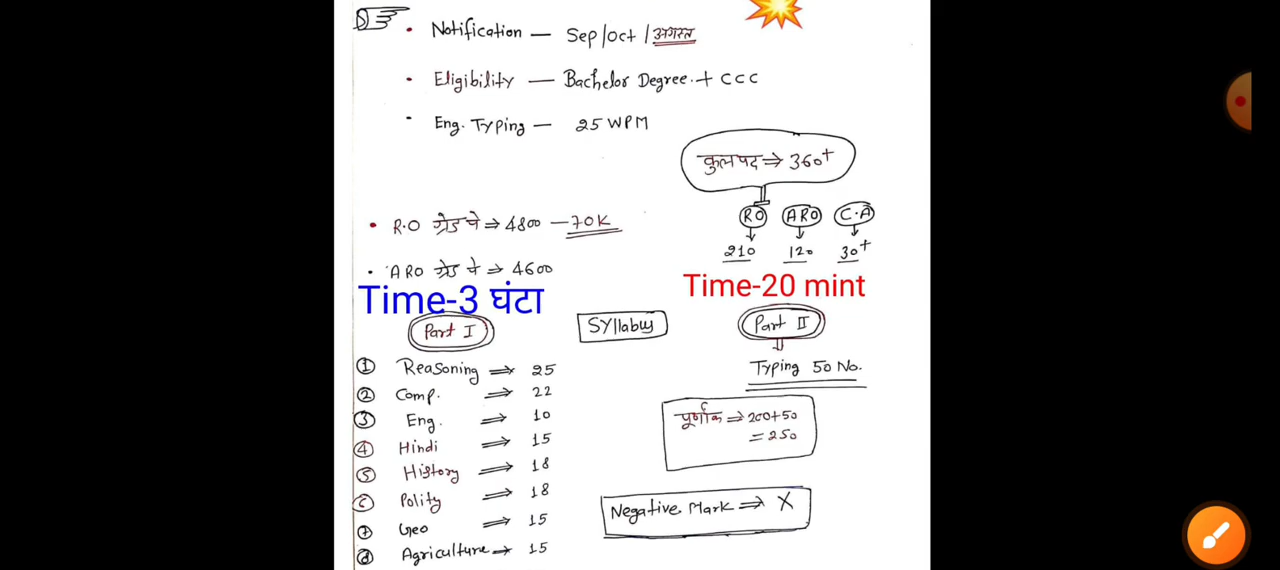 • Notification — Sep/Oct / अगस्त
• Eligibility — Bachelor Degree + CCC
• Eng. Typing — 25 WPM
कुलपद ⇒ 360+
RO ARO C.A
210 120 30+
• R.O ग्रेड पे ⇒ 4800 — 70K
• ARO ग्रेड पे ⇒ 4600
Time-3 घंटा
Time-20 mint
Part I
Syllabus
Part II
Typing 50 No.
① Reasoning ⇒ 25
② Comp. ⇒ 22
③ Eng. ⇒ 10
④ Hindi ⇒ 15
⑤ History ⇒ 18
⑥ Polity ⇒ 18
⑦ Geo ⇒ 15
⑧ Agriculture → 15
पूर्णांक ⇒ 200+50
= 250
Negative Mark ⇒ X